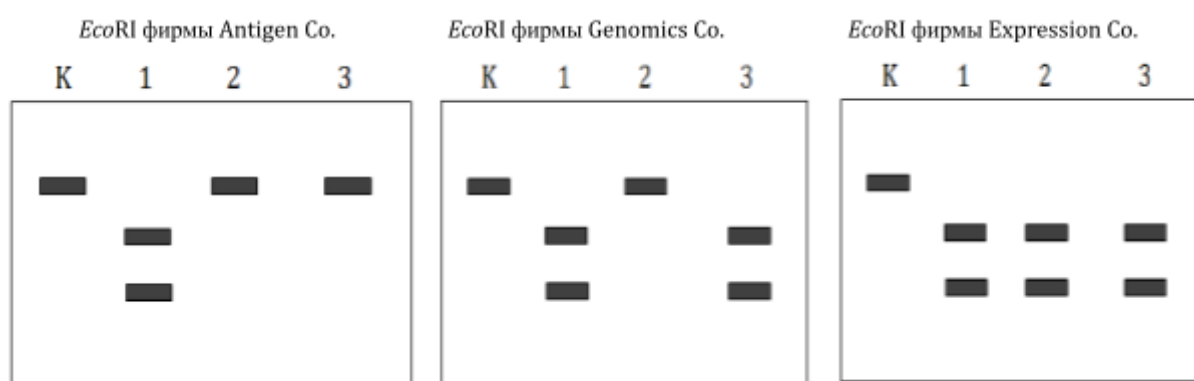 EcoRI фирмы Antigen Co.
K 1 2 3
EcoRI фирмы Genomics Co.
K 1 2 3
EcoRI фирмы Expression Co.
K 1 2 3